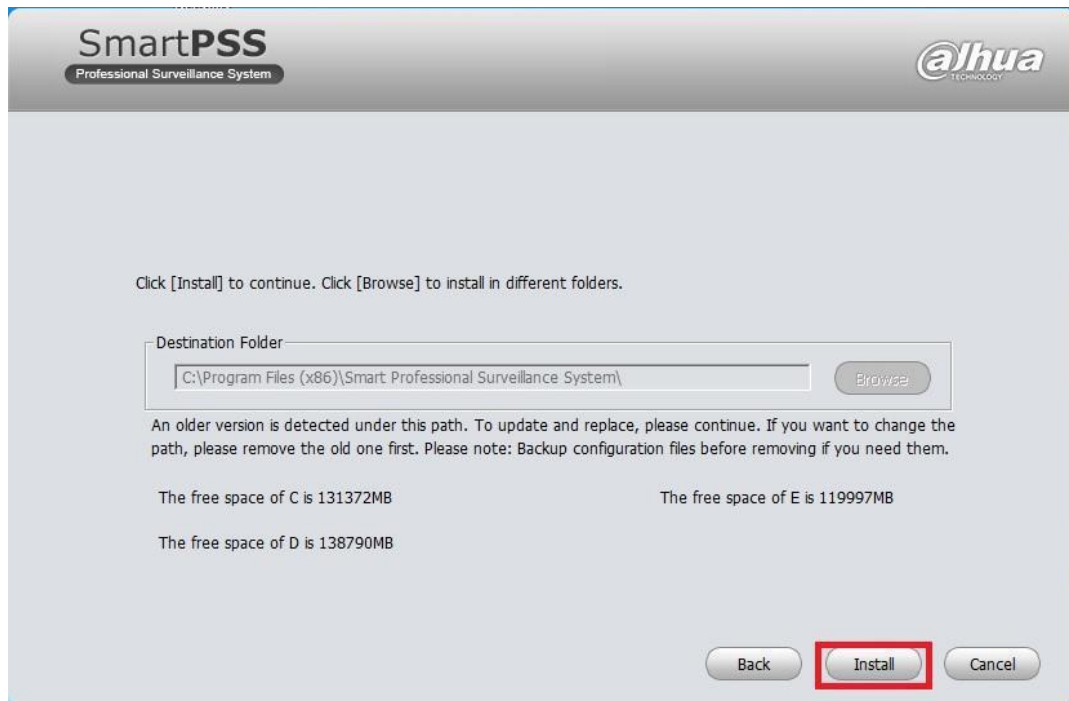 SmartPSS
Professional Surveillance System
alhua
TECHNOLOGY
Click [Install] to continue. Click [Browse] to install in different folders.
Destination Folder
C:\Program Files (x86)\Smart Professional Surveillance System\
Browse
An older version is detected under this path. To update and replace, please continue. If you want to change the
path, please remove the old one first. Please note: Backup configuration files before removing if you need them.
The free space of C is 131372MB
The free space of E is 119997MB
The free space of D is 138790MB
Back
Install
Cancel